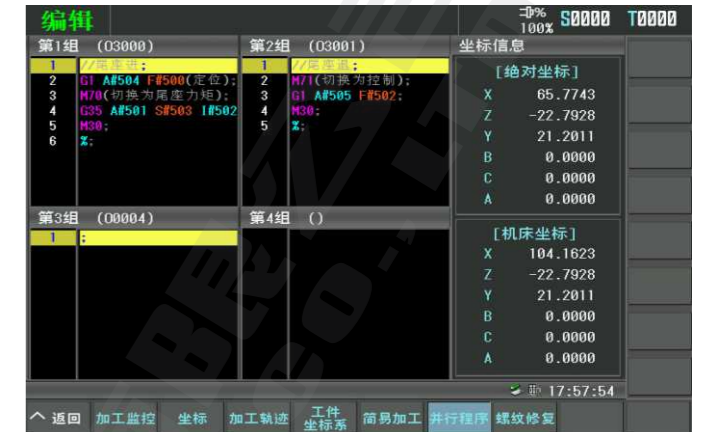 编辑
100% S0000 T0000
第1组 (O3000)
1 //尾座进;
2 G1 A#504 F#500(定位);
3 M70(切换为尾座力矩);
4 G35 A#501 S#503 I#502
5 M30;
6 %;
第2组 (O3001)
1 //尾座退;
2 M71(切换为控制);
3 G1 A#505 F#502;
4 M30;
5 %;
第3组 (O0004)
1 ;
第4组 ()
坐标信息
[绝对坐标]
X 65.7743
Z -22.7928
Y 21.2011
B 0.0000
C 0.0000
A 0.0000
[机床坐标]
X 104.1623
Z -22.7928
Y 21.2011
B 0.0000
C 0.0000
A 0.0000
17:57:54
返回 加工监控 坐标 加工轨迹 工件坐标系 简易加工 并行程序 螺纹修复